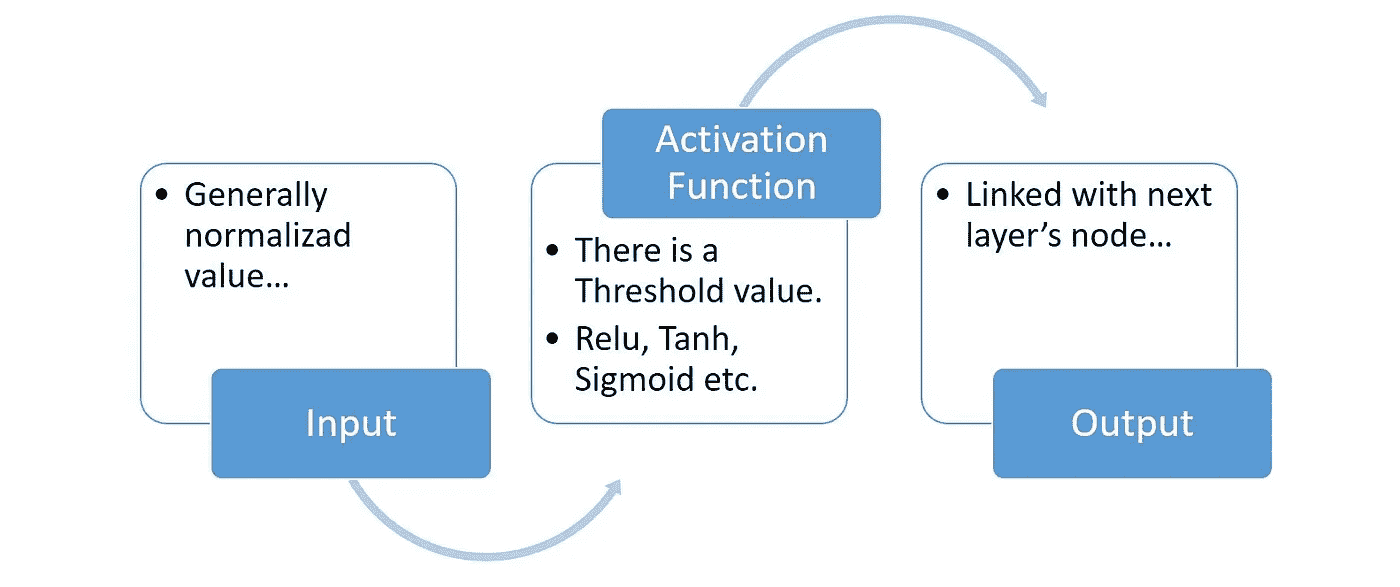 • Generally
normalizad
value…
Input
Activation
Function
• There is a
Threshold value.
• Relu, Tanh,
Sigmoid etc.
• Linked with next
layer’s node…
Output